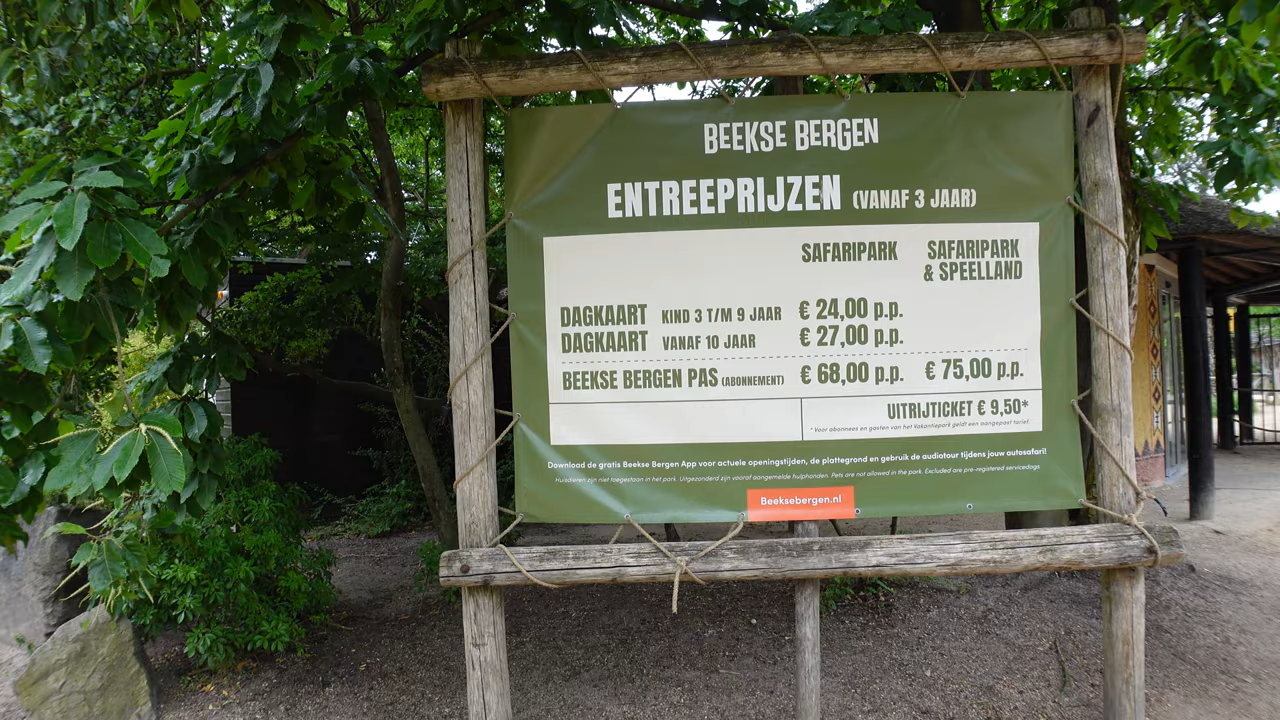 BEEKSE BERGEN
ENTREEPRIJZEN (VANAF 3 JAAR)
SAFARIPARK SAFARIPARK
& SPEELLAND
DAGKAART KIND 3 T/M 9 JAAR € 24,00 p.p.
DAGKAART VANAF 10 JAAR € 27,00 p.p.
BEEKSE BERGEN PAS (ABONNEMENT) € 68,00 p.p. € 75,00 p.p.
UITRIJTICKET € 9,50*
* Voor abonnees en gasten van het Vakantiepark geldt een aangepast tarief.
Download de gratis Beekse Bergen App voor actuele openingstijden, de plattegrond en gebruik de audiotour tijdens jouw autosafari!
Huisdieren zijn niet toegestaan in het park. Uitgezonderd zijn vooraf aangemelde hulphonden. Pets are not allowed in the park. Excluded are pre-registered servicedogs
Beeksebergen.nl